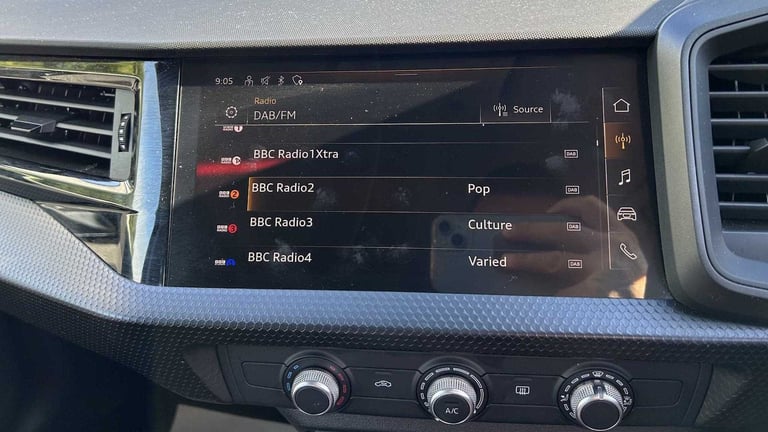 9:05
Radio
DAB/FM
Source
BBC Radio1Xtra DAB
BBC Radio2 Pop DAB
BBC Radio3 Culture DAB
BBC Radio4 Varied DAB
A/C